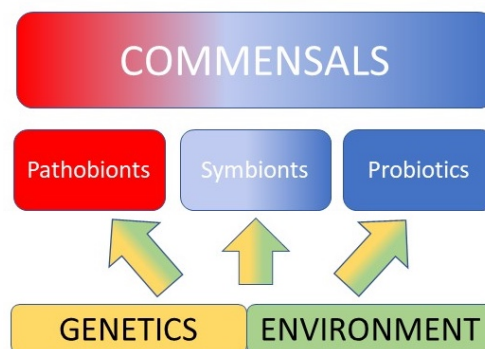 COMMENSALS
Pathobionts Symbionts Probiotics
GENETICS ENVIRONMENT